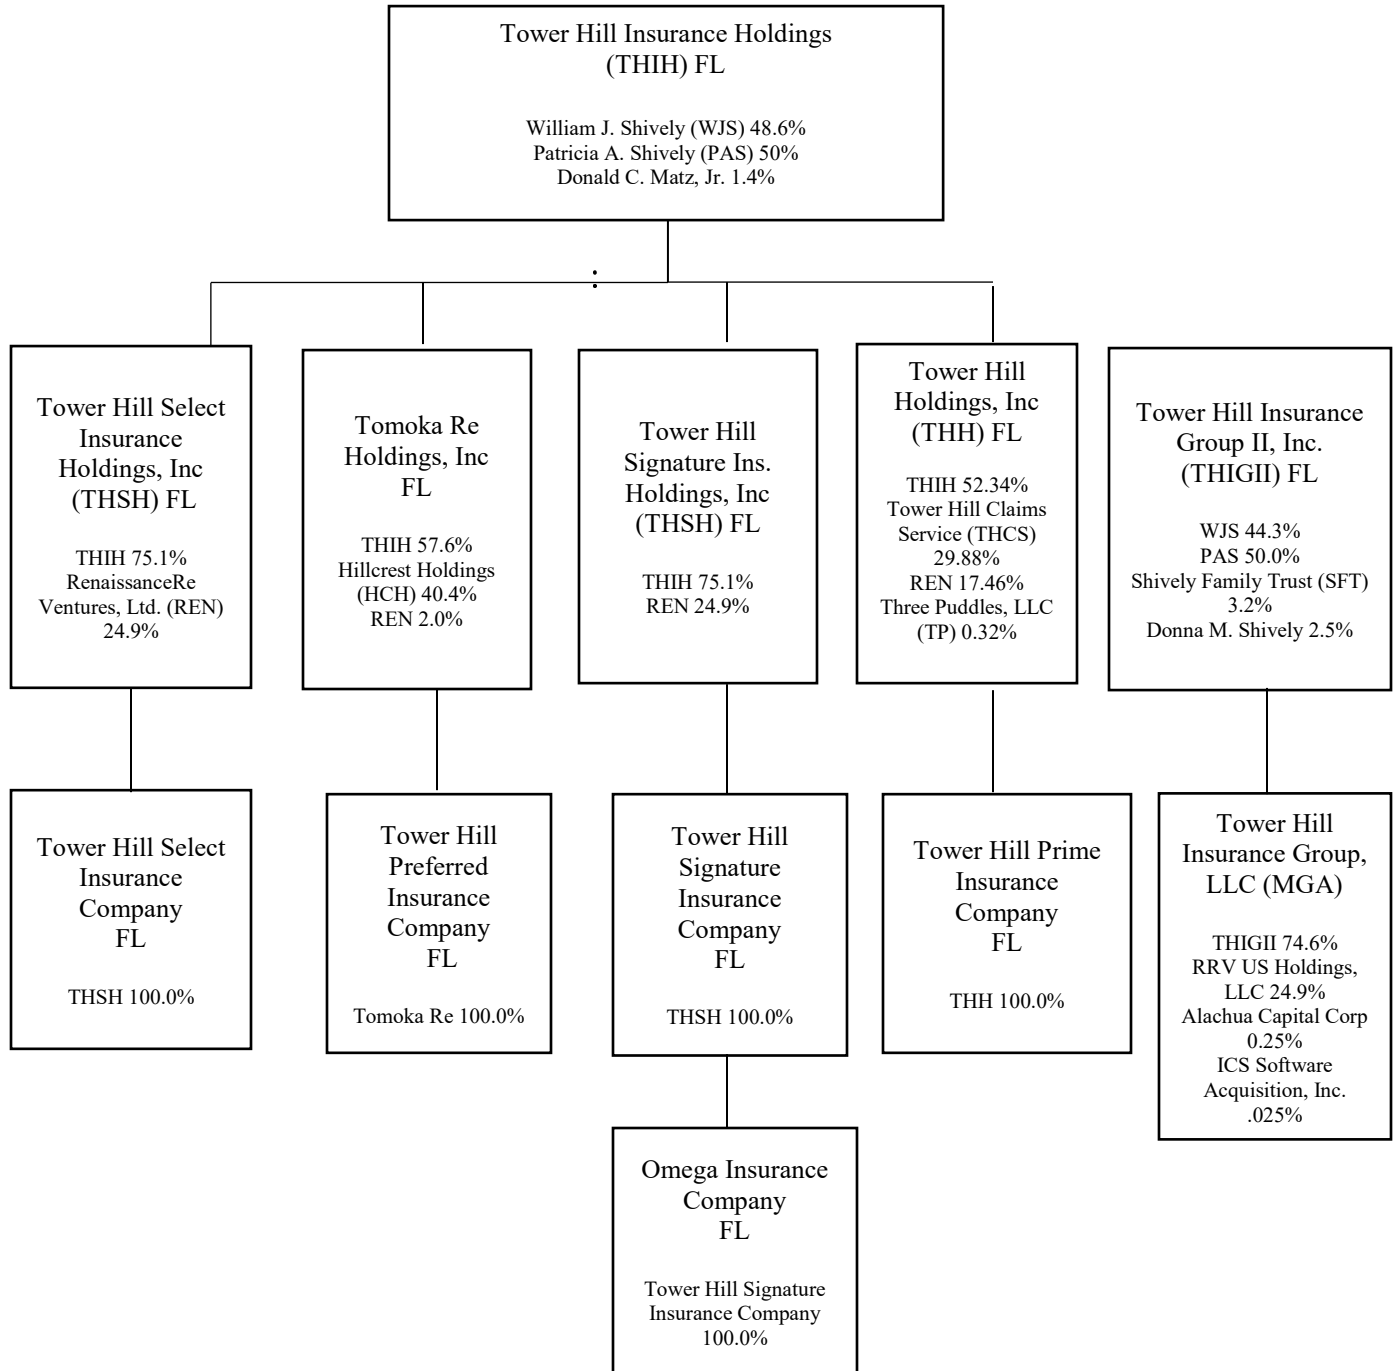 Tower Hill Insurance Holdings
(THIH) FL
William J. Shively (WJS) 48.6%
Patricia A. Shively (PAS) 50%
Donald C. Matz, Jr. 1.4%
:
Tower Hill Select
Insurance
Holdings, Inc
(THSH) FL
THIH 75.1%
RenaissanceRe
Ventures, Ltd. (REN)
24.9%
Tomoka Re
Holdings, Inc
FL
THIH 57.6%
Hillcrest Holdings
(HCH) 40.4%
REN 2.0%
Tower Hill
Signature Ins.
Holdings, Inc
(THSH) FL
THIH 75.1%
REN 24.9%
Tower Hill
Holdings, Inc
(THH) FL
THIH 52.34%
Tower Hill Claims
Service (THCS)
29.88%
REN 17.46%
Three Puddles, LLC
(TP) 0.32%
Tower Hill Insurance
Group II, Inc.
(THIGII) FL
WJS 44.3%
PAS 50.0%
Shively Family Trust (SFT)
3.2%
Donna M. Shively 2.5%
Tower Hill Select
Insurance
Company
FL
THSH 100.0%
Tower Hill
Preferred
Insurance
Company
FL
Tomoka Re 100.0%
Tower Hill
Signature
Insurance
Company
FL
THSH 100.0%
Tower Hill Prime
Insurance
Company
FL
THH 100.0%
Tower Hill
Insurance Group,
LLC (MGA)
THIGII 74.6%
RRV US Holdings,
LLC 24.9%
Alachua Capital Corp
0.25%
ICS Software
Acquisition, Inc.
.025%
Omega Insurance
Company
FL
Tower Hill Signature
Insurance Company
100.0%